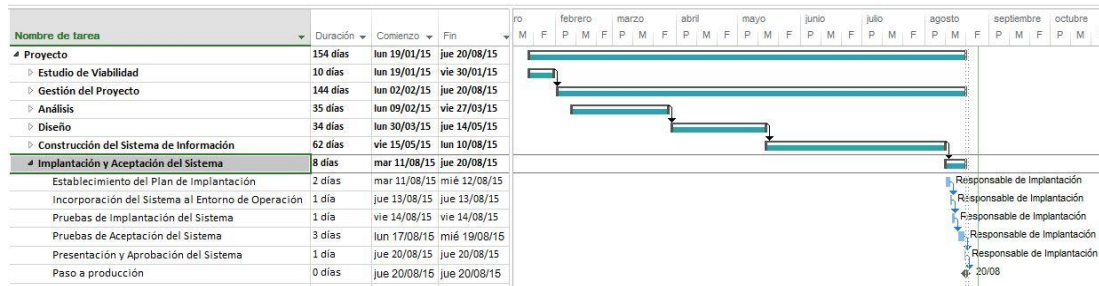 ro febrero marzo abril mayo junio julio agosto septiembre octubre
Nombre de tarea Duración Comienzo Fin M F P M F P M F P M F P M F P M F P M F P M F P M F P M
Proyecto 154 días lun 19/01/15 jue 20/08/15
Estudio de Viabilidad 10 días lun 19/01/15 vie 30/01/15
Gestión del Proyecto 144 días lun 02/02/15 jue 20/08/15
Análisis 35 días lun 09/02/15 vie 27/03/15
Diseño 34 días lun 30/03/15 jue 14/05/15
Construcción del Sistema de Información 62 días vie 15/05/15 lun 10/08/15
Implantación y Aceptación del Sistema 8 días mar 11/08/15 jue 20/08/15
Establecimiento del Plan de Implantación 2 días mar 11/08/15 mié 12/08/15 Responsable de Implantación
Incorporación del Sistema al Entorno de Operación 1 día jue 13/08/15 jue 13/08/15 Responsable de Implantación
Pruebas de Implantación del Sistema 1 día vie 14/08/15 vie 14/08/15 Responsable de Implantación
Pruebas de Aceptación del Sistema 3 días lun 17/08/15 mié 19/08/15 Responsable de Implantación
Presentación y Aprobación del Sistema 1 día jue 20/08/15 jue 20/08/15 Responsable de Implantación
Paso a producción 0 días jue 20/08/15 jue 20/08/15 20/08